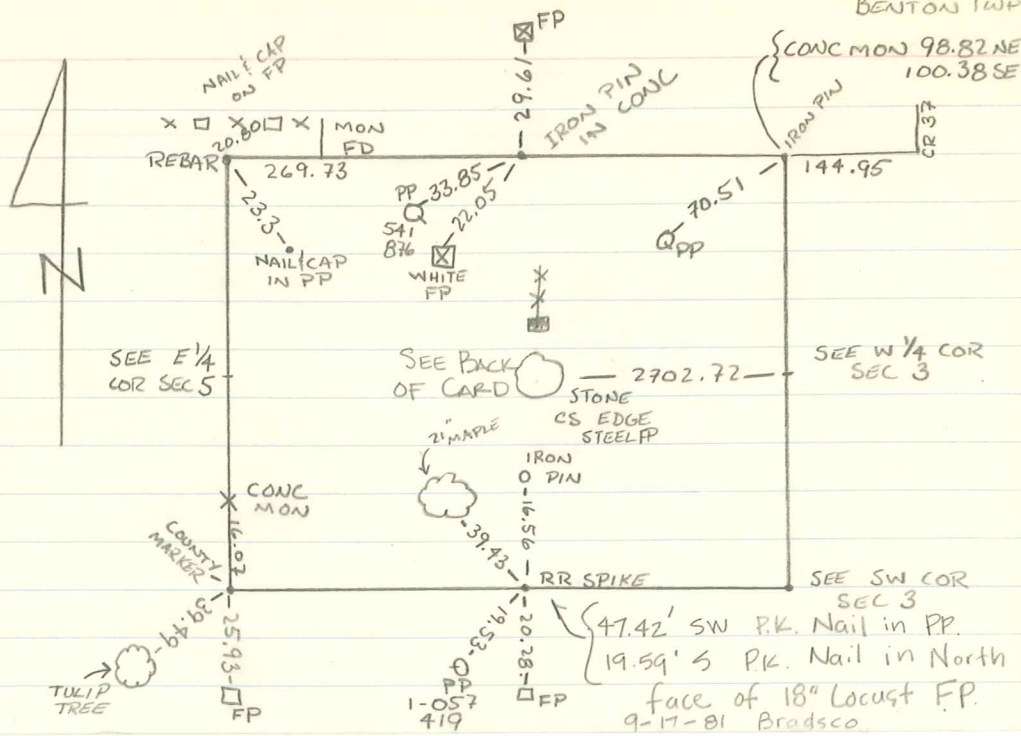 BENTON TWP
FP
CONC MON 98.82 NE
100.38 SE
NAIL & CAP
ON FP
29.61
IRON PIN
IN CONC
IRON PIN
CR 37
20.80
MON
FD
REBAR
269.73
144.95
23.3
PP
33.85
541
876
22.05
70.51
PP
NAIL & CAP
IN PP
WHITE
FP
N
SEE E 1/4
COR SEC 5
SEE BACK
OF CARD
2702.72
SEE W 1/4 COR
SEC 3
STONE
CS EDGE
STEEL FP
21" MAPLE
IRON
PIN
CONC
MON
16.56
39.43
16.07
COUNTY
MARKER
RR SPIKE
SEE SW COR
SEC 3
39.49
25.93
19.53
20.28
TULIP
TREE
FP
PP
1-057
419
FP
47.42' SW P.K. Nail in PP.
19.59' S P.K. Nail in North
face of 18" Locust FP.
9-17-81 Bradsco